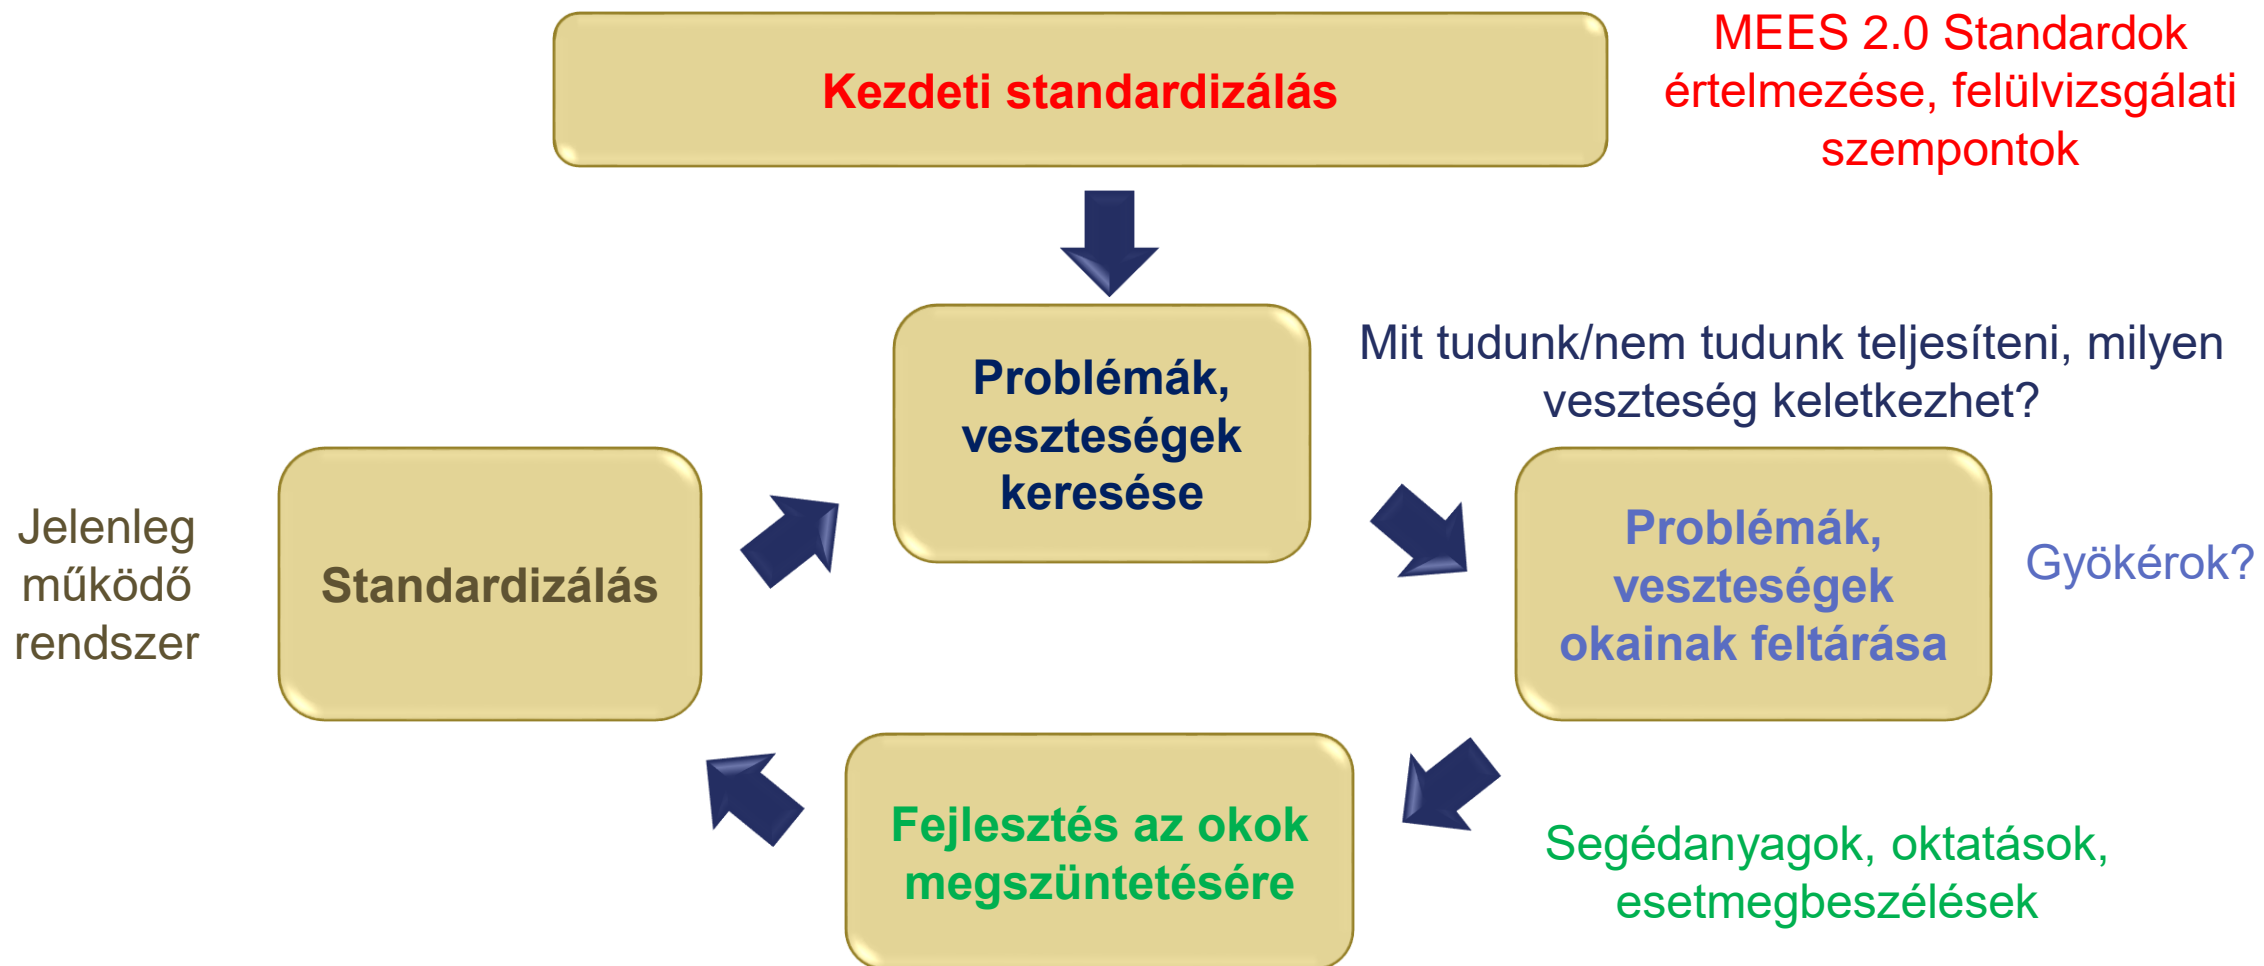 Kezdeti standardizálás
MEES 2.0 Standardok
értelmezése, felülvizsgálati
szempontok
Problémák,
veszteségek
keresése
Mit tudunk/nem tudunk teljesíteni, milyen
veszteség keletkezhet?
Problémák,
veszteségek
okainak feltárása
Gyökérok?
Fejlesztés az okok
megszüntetésére
Segédanyagok, oktatások,
esetmegbeszélések
Standardizálás
Jelenleg
működő
rendszer